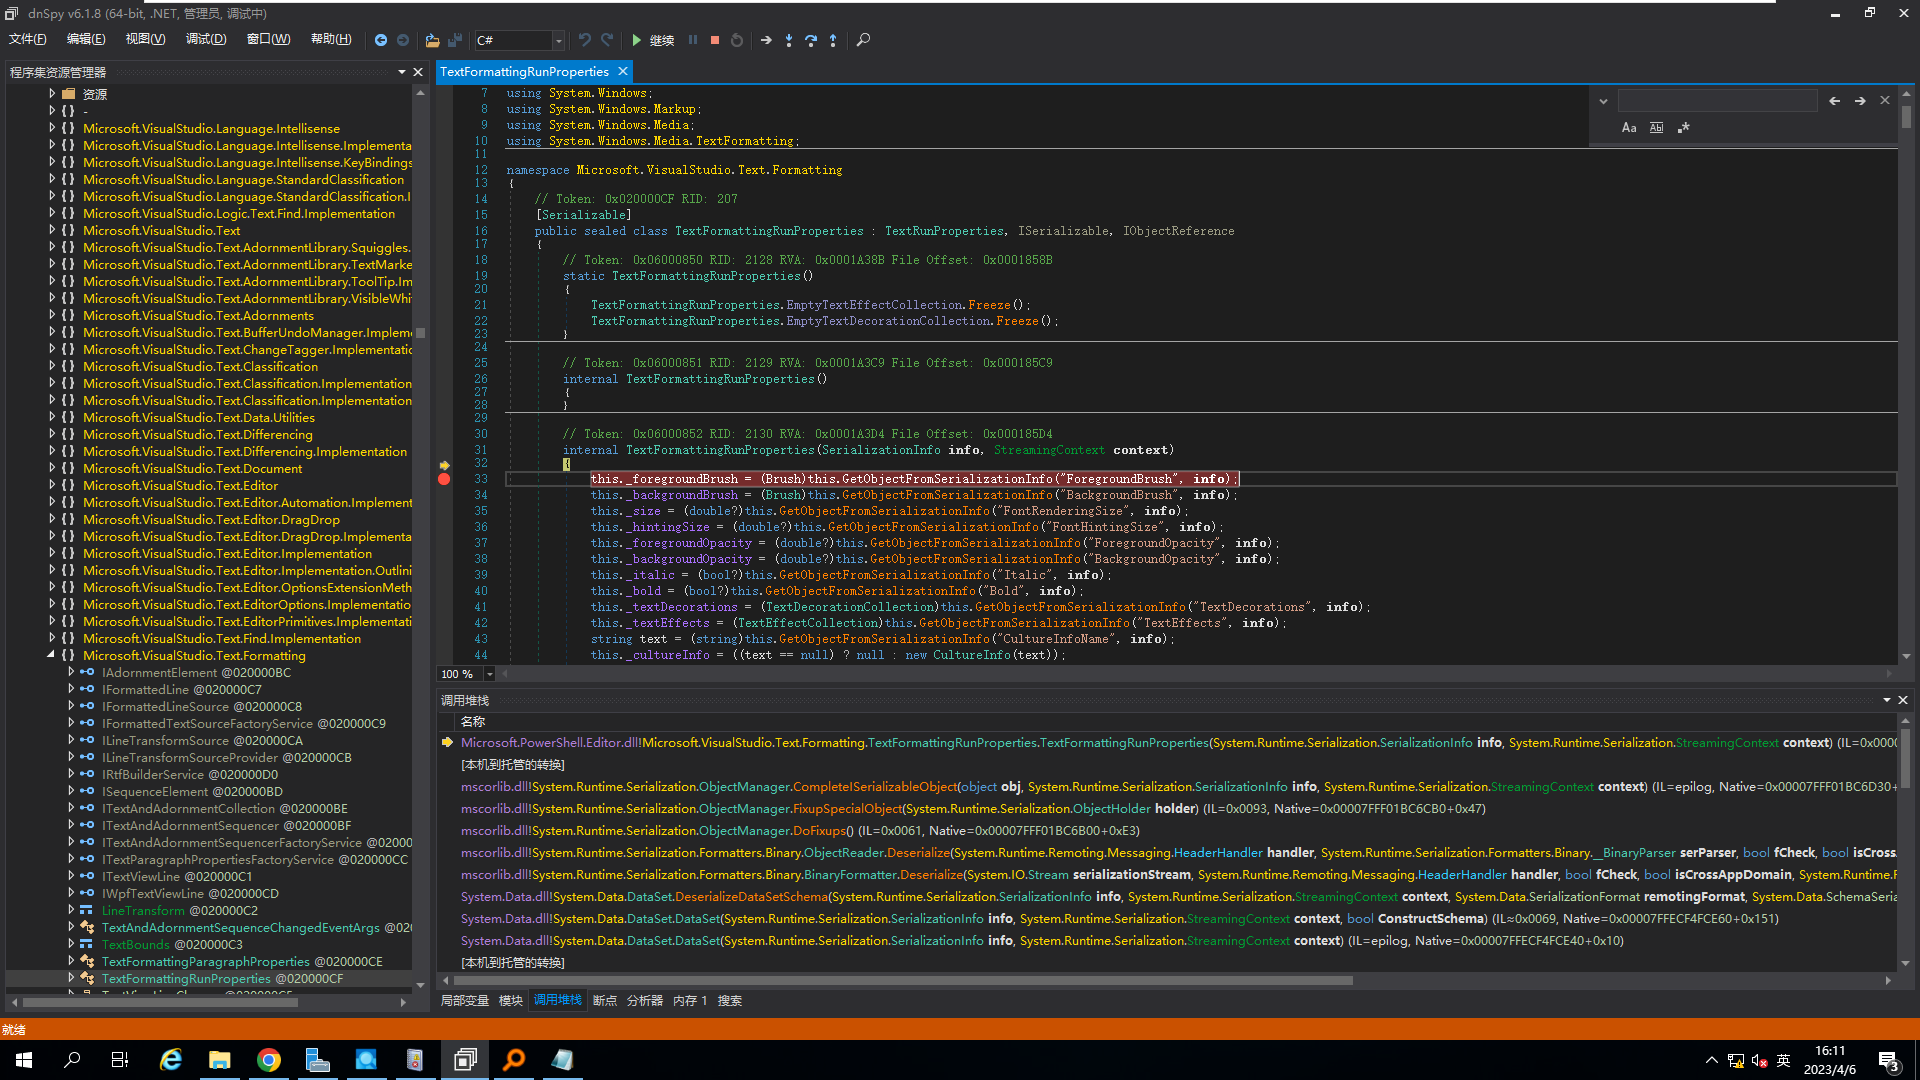 dnSpy v6.1.8 (64-bit, .NET, 管理员, 调试中)
文件(F) 编辑(E) 视图(V) 调试(D) 窗口(W) 帮助(H) C# 继续
程序集资源管理器
资源
-
Microsoft.VisualStudio.Language.Intellisense
Microsoft.VisualStudio.Language.Intellisense.Implementa
Microsoft.VisualStudio.Language.Intellisense.KeyBindings
Microsoft.VisualStudio.Language.StandardClassification
Microsoft.VisualStudio.Language.StandardClassification.I
Microsoft.VisualStudio.Logic.Text.Find.Implementation
Microsoft.VisualStudio.Text
Microsoft.VisualStudio.Text.AdornmentLibrary.Squiggles.
Microsoft.VisualStudio.Text.AdornmentLibrary.TextMarke
Microsoft.VisualStudio.Text.AdornmentLibrary.ToolTip.Im
Microsoft.VisualStudio.Text.AdornmentLibrary.VisibleWhi
Microsoft.VisualStudio.Text.Adornments
Microsoft.VisualStudio.Text.BufferUndoManager.Implem
Microsoft.VisualStudio.Text.ChangeTagger.Implementatio
Microsoft.VisualStudio.Text.Classification
Microsoft.VisualStudio.Text.Classification.Implementation
Microsoft.VisualStudio.Text.Classification.Implementation
Microsoft.VisualStudio.Text.Data.Utilities
Microsoft.VisualStudio.Text.Differencing
Microsoft.VisualStudio.Text.Differencing.Implementation
Microsoft.VisualStudio.Text.Document
Microsoft.VisualStudio.Text.Editor
Microsoft.VisualStudio.Text.Editor.Automation.Implement
Microsoft.VisualStudio.Text.Editor.DragDrop
Microsoft.VisualStudio.Text.Editor.DragDrop.Implementa
Microsoft.VisualStudio.Text.Editor.Implementation
Microsoft.VisualStudio.Text.Editor.Implementation.Outlini
Microsoft.VisualStudio.Text.Editor.OptionsExtensionMeth
Microsoft.VisualStudio.Text.EditorOptions.Implementatio
Microsoft.VisualStudio.Text.EditorPrimitives.Implementati
Microsoft.VisualStudio.Text.Find.Implementation
Microsoft.VisualStudio.Text.Formatting
IAdornmentElement @020000BC
IFormattedLine @020000C7
IFormattedLineSource @020000C8
IFormattedTextSourceFactoryService @020000C9
ILineTransformSource @020000CA
ILineTransformSourceProvider @020000CB
IRtfBuilderService @020000D0
ISequenceElement @020000BD
ITextAndAdornmentCollection @020000BE
ITextAndAdornmentSequencer @020000BF
ITextAndAdornmentSequencerFactoryService @02000
ITextParagraphPropertiesFactoryService @020000CC
ITextViewLine @020000C1
IWpfTextViewLine @020000CD
LineTransform @020000C2
TextAndAdornmentSequenceChangedEventArgs @020
TextBounds @020000C3
TextFormattingParagraphProperties @020000CE
TextFormattingRunProperties @020000CF
TextFormattingRunProperties
7 using System.Windows;
8 using System.Windows.Markup;
9 using System.Windows.Media;
10 using System.Windows.Media.TextFormatting;
11
12 namespace Microsoft.VisualStudio.Text.Formatting
13 {
14 // Token: 0x020000CF RID: 207
15 [Serializable]
16 public sealed class TextFormattingRunProperties : TextRunProperties, ISerializable, IObjectReference
17 {
18 // Token: 0x06000850 RID: 2128 RVA: 0x0001A38B File Offset: 0x0001858B
19 static TextFormattingRunProperties()
20 {
21 TextFormattingRunProperties.EmptyTextEffectCollection.Freeze();
22 TextFormattingRunProperties.EmptyTextDecorationCollection.Freeze();
23 }
24
25 // Token: 0x06000851 RID: 2129 RVA: 0x0001A3C9 File Offset: 0x000185C9
26 internal TextFormattingRunProperties()
27 {
28 }
29
30 // Token: 0x06000852 RID: 2130 RVA: 0x0001A3D4 File Offset: 0x000185D4
31 internal TextFormattingRunProperties(SerializationInfo info, StreamingContext context)
32 {
33 this._foregroundBrush = (Brush)this.GetObjectFromSerializationInfo("ForegroundBrush", info);
34 this._backgroundBrush = (Brush)this.GetObjectFromSerializationInfo("BackgroundBrush", info);
35 this._size = (double?)this.GetObjectFromSerializationInfo("FontRenderingSize", info);
36 this._hintingSize = (double?)this.GetObjectFromSerializationInfo("FontHintingSize", info);
37 this._foregroundOpacity = (double?)this.GetObjectFromSerializationInfo("ForegroundOpacity", info);
38 this._backgroundOpacity = (double?)this.GetObjectFromSerializationInfo("BackgroundOpacity", info);
39 this._italic = (bool?)this.GetObjectFromSerializationInfo("Italic", info);
40 this._bold = (bool?)this.GetObjectFromSerializationInfo("Bold", info);
41 this._textDecorations = (TextDecorationCollection)this.GetObjectFromSerializationInfo("TextDecorations", info);
42 this._textEffects = (TextEffectCollection)this.GetObjectFromSerializationInfo("TextEffects", info);
43 string text = (string)this.GetObjectFromSerializationInfo("CultureInfoName", info);
44 this._cultureInfo = ((text == null) ? null : new CultureInfo(text));
Aa Ab
100 %
调用堆栈
名称
Microsoft.PowerShell.Editor.dll!Microsoft.VisualStudio.Text.Formatting.TextFormattingRunProperties.TextFormattingRunProperties(System.Runtime.Serialization.SerializationInfo info, System.Runtime.Serialization.StreamingContext context) (IL=0x0000
[本机到托管的转换]
mscorlib.dll!System.Runtime.Serialization.ObjectManager.CompleteISerializableObject(object obj, System.Runtime.Serialization.SerializationInfo info, System.Runtime.Serialization.StreamingContext context) (IL=epilog, Native=0x00007FFF01BC6D30+
mscorlib.dll!System.Runtime.Serialization.ObjectManager.FixupSpecialObject(System.Runtime.Serialization.ObjectHolder holder) (IL=0x0093, Native=0x00007FFF01BC6CB0+0x47)
mscorlib.dll!System.Runtime.Serialization.ObjectManager.DoFixups() (IL=0x0061, Native=0x00007FFF01BC6B00+0xE3)
mscorlib.dll!System.Runtime.Serialization.Formatters.Binary.ObjectReader.Deserialize(System.Runtime.Remoting.Messaging.HeaderHandler handler, System.Runtime.Serialization.Formatters.Binary.__BinaryParser serParser, bool fCheck, bool isCross
mscorlib.dll!System.Runtime.Serialization.Formatters.Binary.BinaryFormatter.Deserialize(System.IO.Stream serializationStream, System.Runtime.Remoting.Messaging.HeaderHandler handler, bool fCheck, bool isCrossAppDomain, System.Runtime.R
System.Data.dll!System.Data.DataSet.DeserializeDataSetSchema(System.Runtime.Serialization.SerializationInfo info, System.Runtime.Serialization.StreamingContext context, System.Data.SerializationFormat remotingFormat, System.Data.SchemaSeria
System.Data.dll!System.Data.DataSet.DataSet(System.Runtime.Serialization.SerializationInfo info, System.Runtime.Serialization.StreamingContext context, bool ConstructSchema) (IL≈0x0069, Native=0x00007FFECF4FCE60+0x151)
System.Data.dll!System.Data.DataSet.DataSet(System.Runtime.Serialization.SerializationInfo info, System.Runtime.Serialization.StreamingContext context) (IL=epilog, Native=0x00007FFECF4FCE40+0x10)
[本机到托管的转换]
局部变量 模块 调用堆栈 断点 分析器 内存 1 搜索
就绪
英
16:11
2023/4/6
3